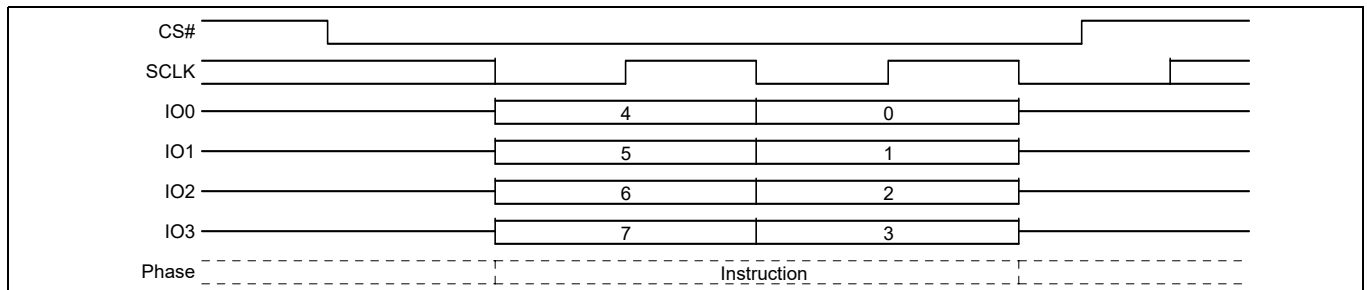 CS#
SCLK
IO0 4 0
IO1 5 1
IO2 6 2
IO3 7 3
Phase Instruction